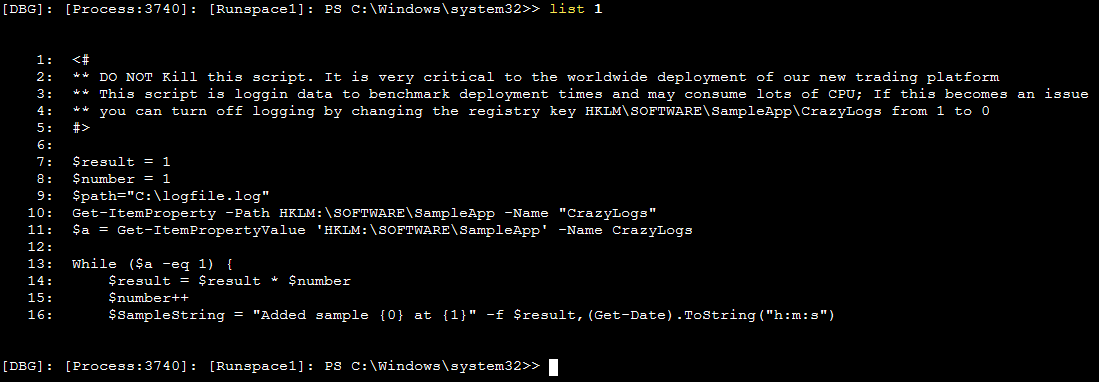 [DBG]: [Process:3740]: [Runspace1]: PS C:\Windows\system32>> list 1
1: <#
2: ** DO NOT Kill this script. It is very critical to the worldwide deployment of our new trading platform
3: ** This script is loggin data to benchmark deployment times and may consume lots of CPU; If this becomes an issue
4: ** you can turn off logging by changing the registry key HKLM\SOFTWARE\SampleApp\CrazyLogs from 1 to 0
5: #>
6:
7: $result = 1
8: $number = 1
9: $path="C:\logfile.log"
10: Get-ItemProperty -Path HKLM:\SOFTWARE\SampleApp -Name "CrazyLogs"
11: $a = Get-ItemPropertyValue 'HKLM:\SOFTWARE\SampleApp' -Name CrazyLogs
12:
13: While ($a -eq 1) {
14: $result = $result * $number
15: $number++
16: $SampleString = "Added sample {0} at {1}" -f $result,(Get-Date).ToString("h:m:s")
[DBG]: [Process:3740]: [Runspace1]: PS C:\Windows\system32>>